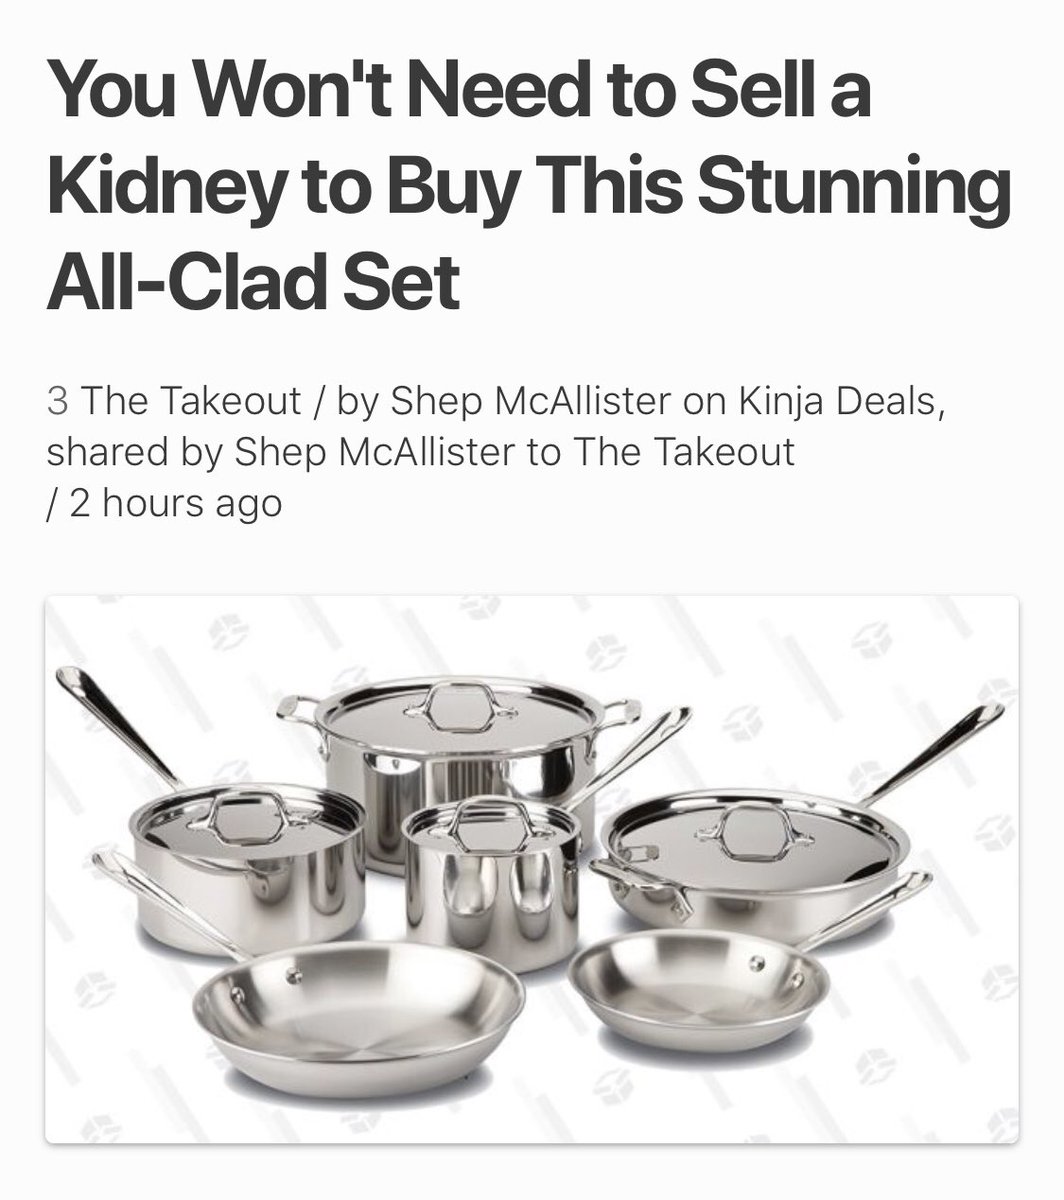 You Won't Need to Sell a
Kidney to Buy This Stunning
All-Clad Set
3 The Takeout / by Shep McAllister on Kinja Deals,
shared by Shep McAllister to The Takeout
/ 2 hours ago